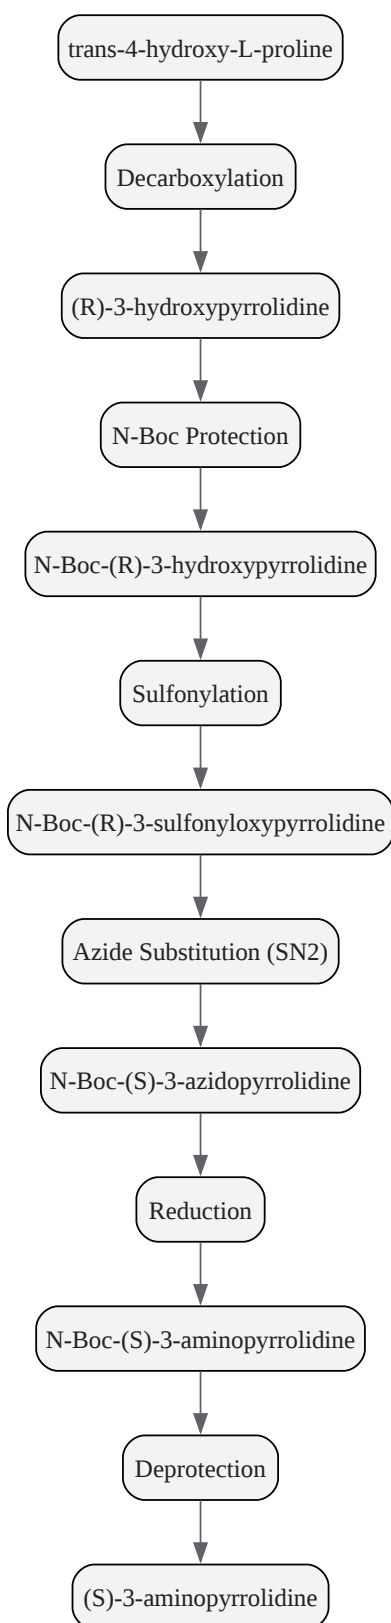 trans-4-hydroxy-L-proline
Decarboxylation
(R)-3-hydroxypyrrolidine
N-Boc Protection
N-Boc-(R)-3-hydroxypyrrolidine
Sulfonylation
N-Boc-(R)-3-sulfonyloxypyrrolidine
Azide Substitution (SN2)
N-Boc-(S)-3-azidopyrrolidine
Reduction
N-Boc-(S)-3-aminopyrrolidine
Deprotection
(S)-3-aminopyrrolidine